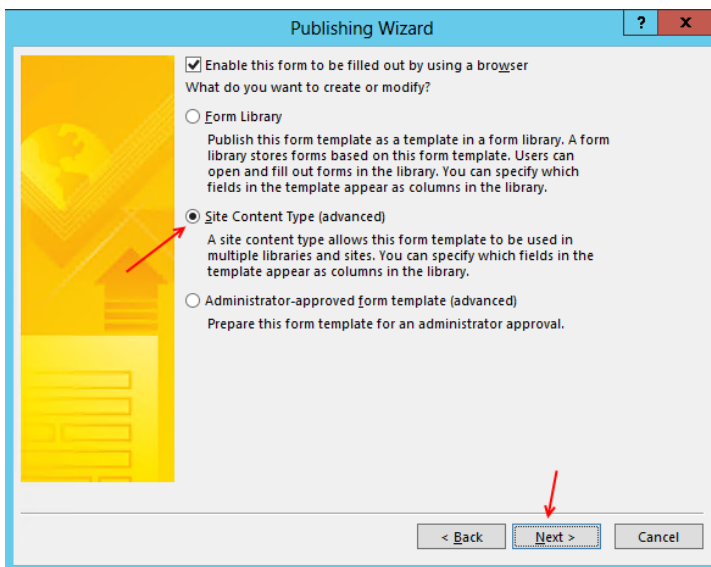 Publishing Wizard
?
x
Enable this form to be filled out by using a browser
What do you want to create or modify?
Form Library
Publish this form template as a template in a form library. A form
library stores forms based on this form template. Users can
open and fill out forms in the library. You can specify which
fields in the template appear as columns in the library.
Site Content Type (advanced)
A site content type allows this form template to be used in
multiple libraries and sites. You can specify which fields in the
template appear as columns in the library.
Administrator-approved form template (advanced)
Prepare this form template for an administrator approval.
< Back
Next >
Cancel